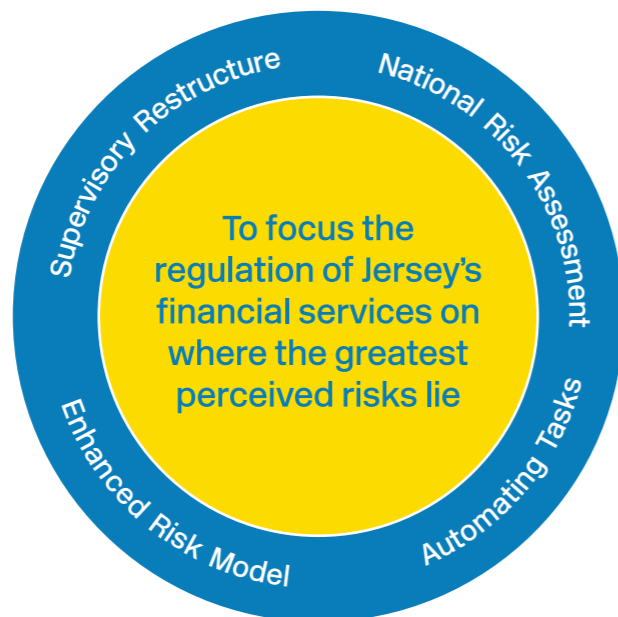 Supervisory Restructure
National Risk Assessment
To focus the
regulation of Jersey’s
financial services on
where the greatest
perceived risks lie
Enhanced Risk Model
Automating Tasks